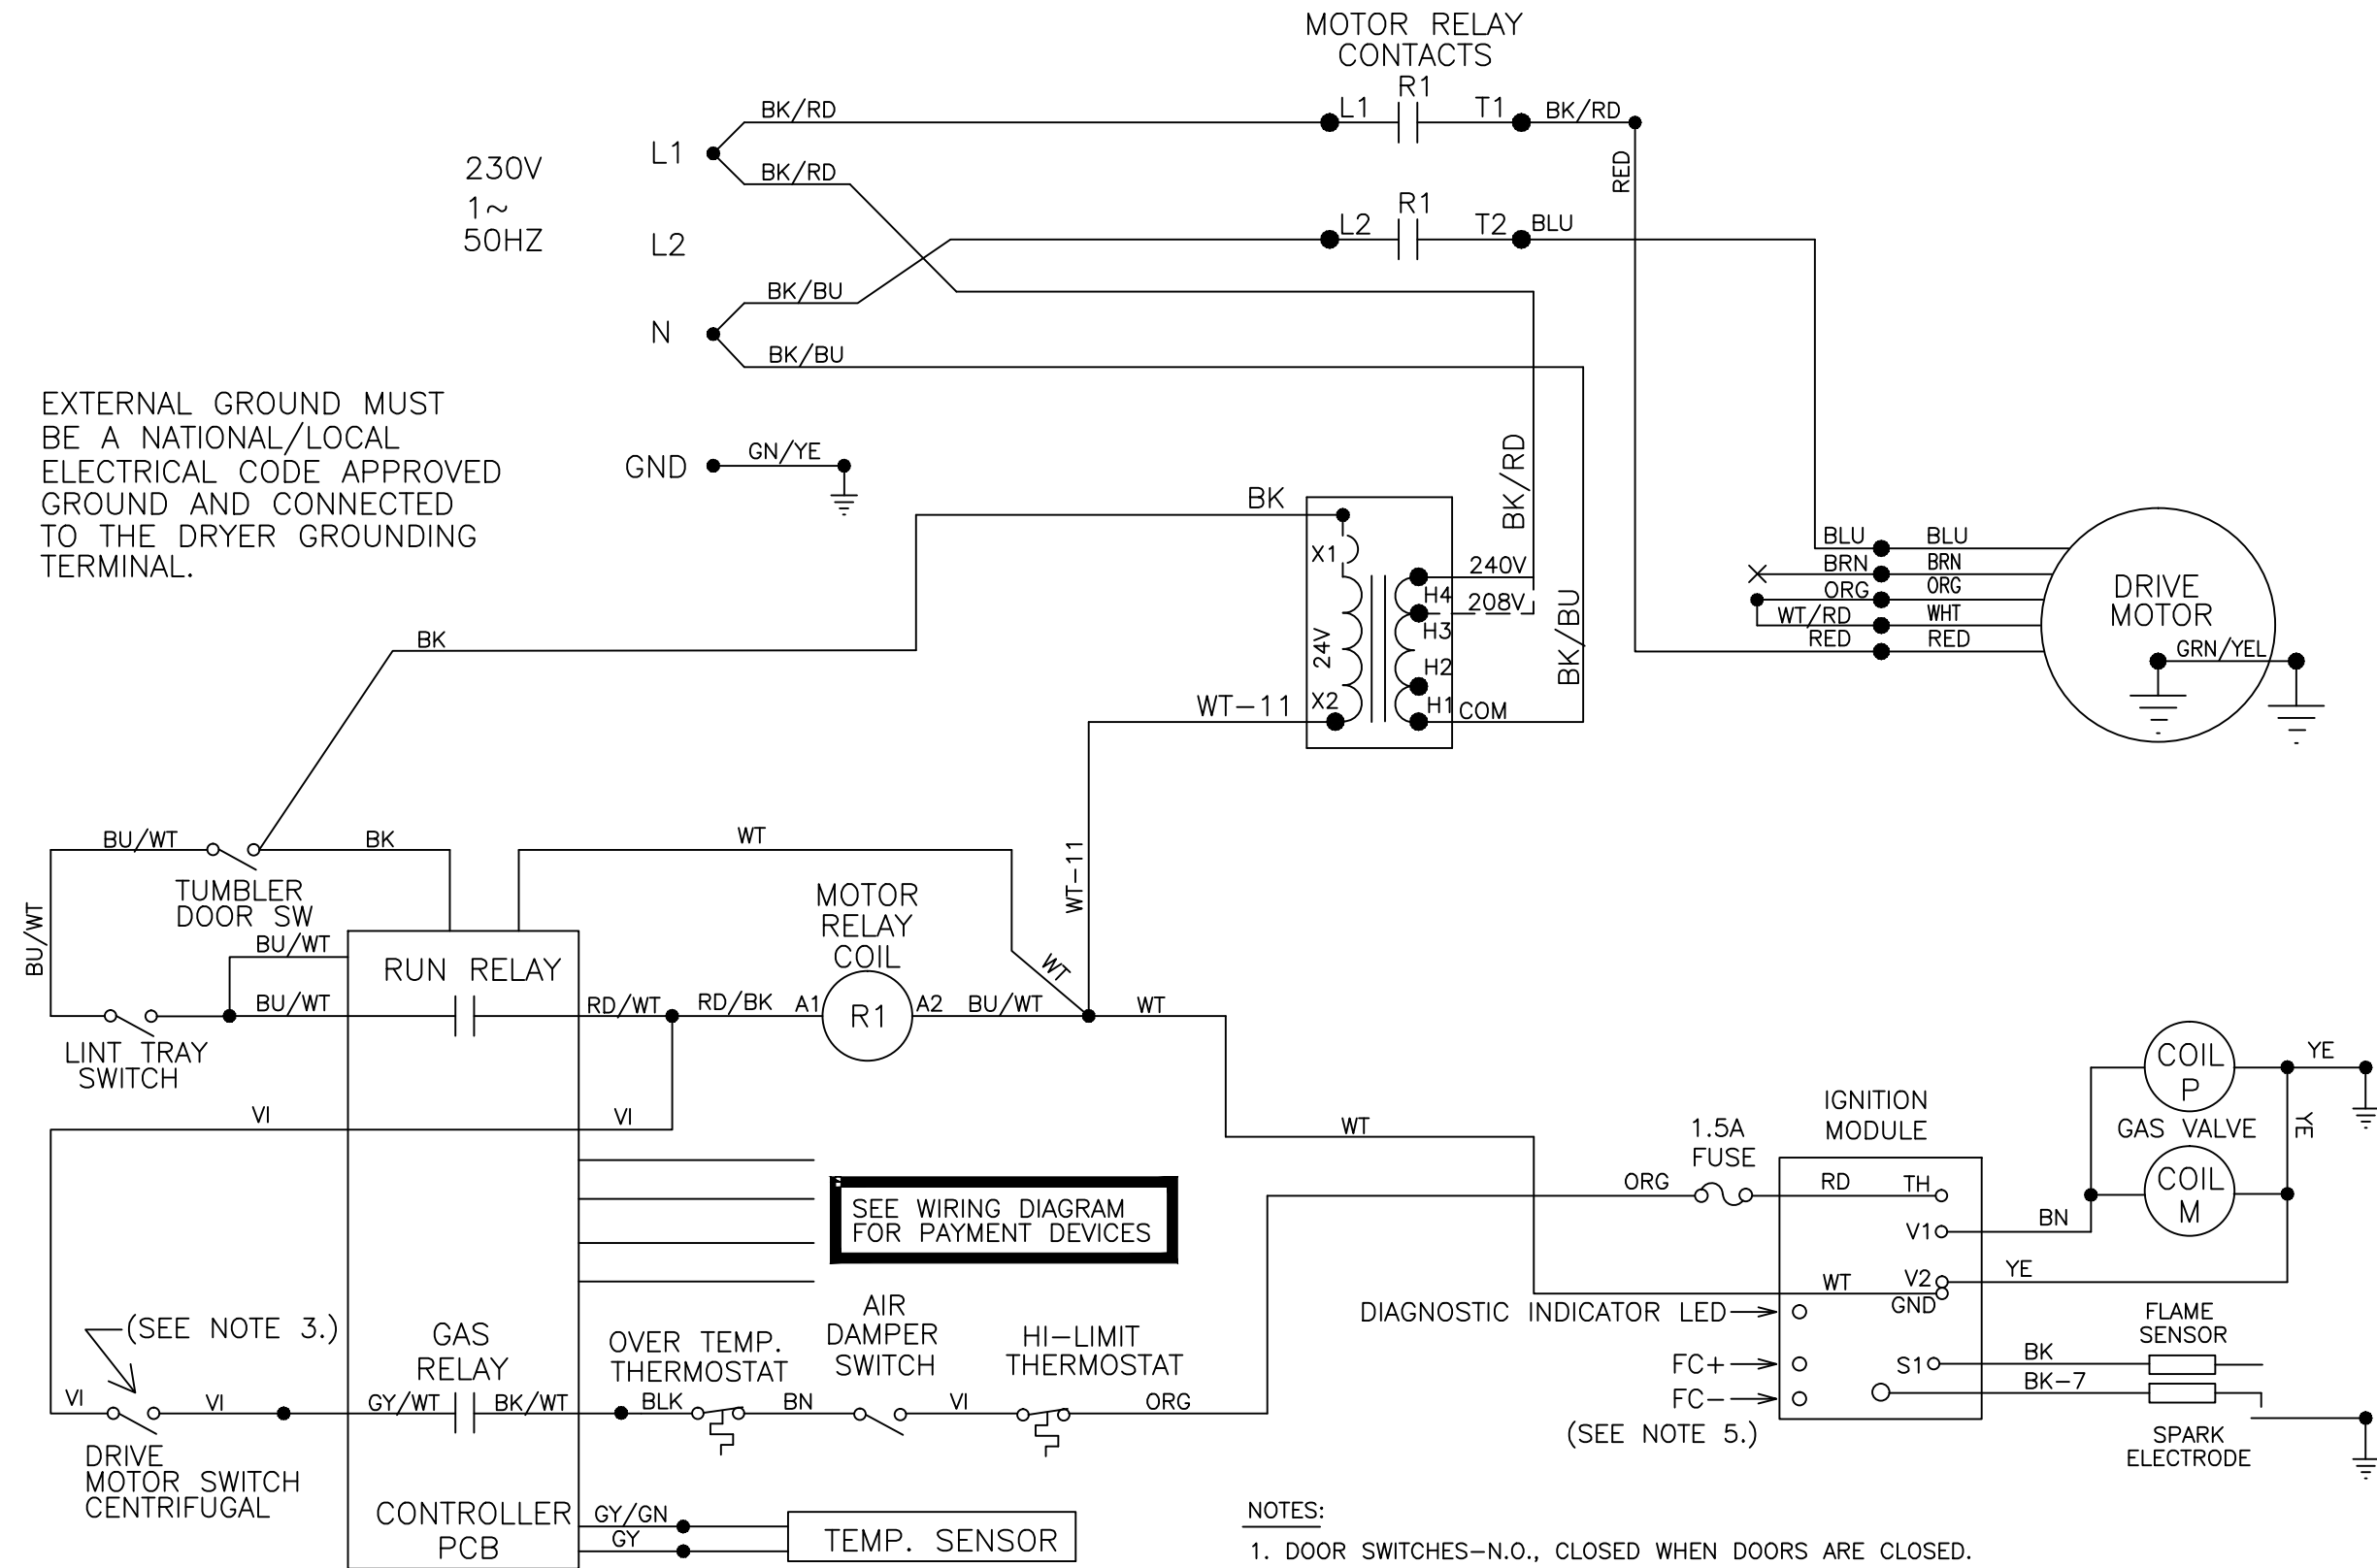 MOTOR RELAY
CONTACTS
R1
BK/RD
L1
T1
BK/RD
L1
BK/RD
RED
230V
1~
50HZ
R1
L2
T2
BLU
L2
BK/BU
N
BK/BU
EXTERNAL GROUND MUST
BE A NATIONAL/LOCAL
ELECTRICAL CODE APPROVED
GROUND AND CONNECTED
TO THE DRYER GROUNDING
TERMINAL.
GND
GN/YE
BK/RD
BK
X1
240V
H4
208V
H3
24V
H2
X2
H1
COM
BK/BU
WT-11
BK
BLU
BLU
BRN
BRN
ORG
ORG
WT/RD
WHT
RED
RED
DRIVE
MOTOR
GRN/YEL
BU/WT
BK
WT
WT-11
TUMBLER
DOOR SW
BU/WT
BU/WT
MOTOR
RELAY
COIL
WT
RUN RELAY
BU/WT
RD/WT
RD/BK
A1
R1
A2
BU/WT
WT
LINT TRAY
SWITCH
VI
VI
WT
COIL
P
YE
GAS VALVE
YE
COIL
M
1.5A
FUSE
IGNITION
MODULE
ORG
RD
TH
V1
BN
SEE WIRING DIAGRAM
FOR PAYMENT DEVICES
WT
V2
YE
GND
DIAGNOSTIC INDICATOR LED
FLAME
SENSOR
(SEE NOTE 3.)
GAS
RELAY
OVER TEMP.
THERMOSTAT
AIR
DAMPER
SWITCH
HI-LIMIT
THERMOSTAT
FC+
S1
BK
FC-
BK-7
(SEE NOTE 5.)
SPARK
ELECTRODE
VI
VI
GY/WT
BK/WT
BLK
BN
VI
ORG
DRIVE
MOTOR SWITCH
CENTRIFUGAL
CONTROLLER
PCB
GY/GN
GY
TEMP. SENSOR
NOTES:
1. DOOR SWITCHES-N.O., CLOSED WHEN DOORS ARE CLOSED.